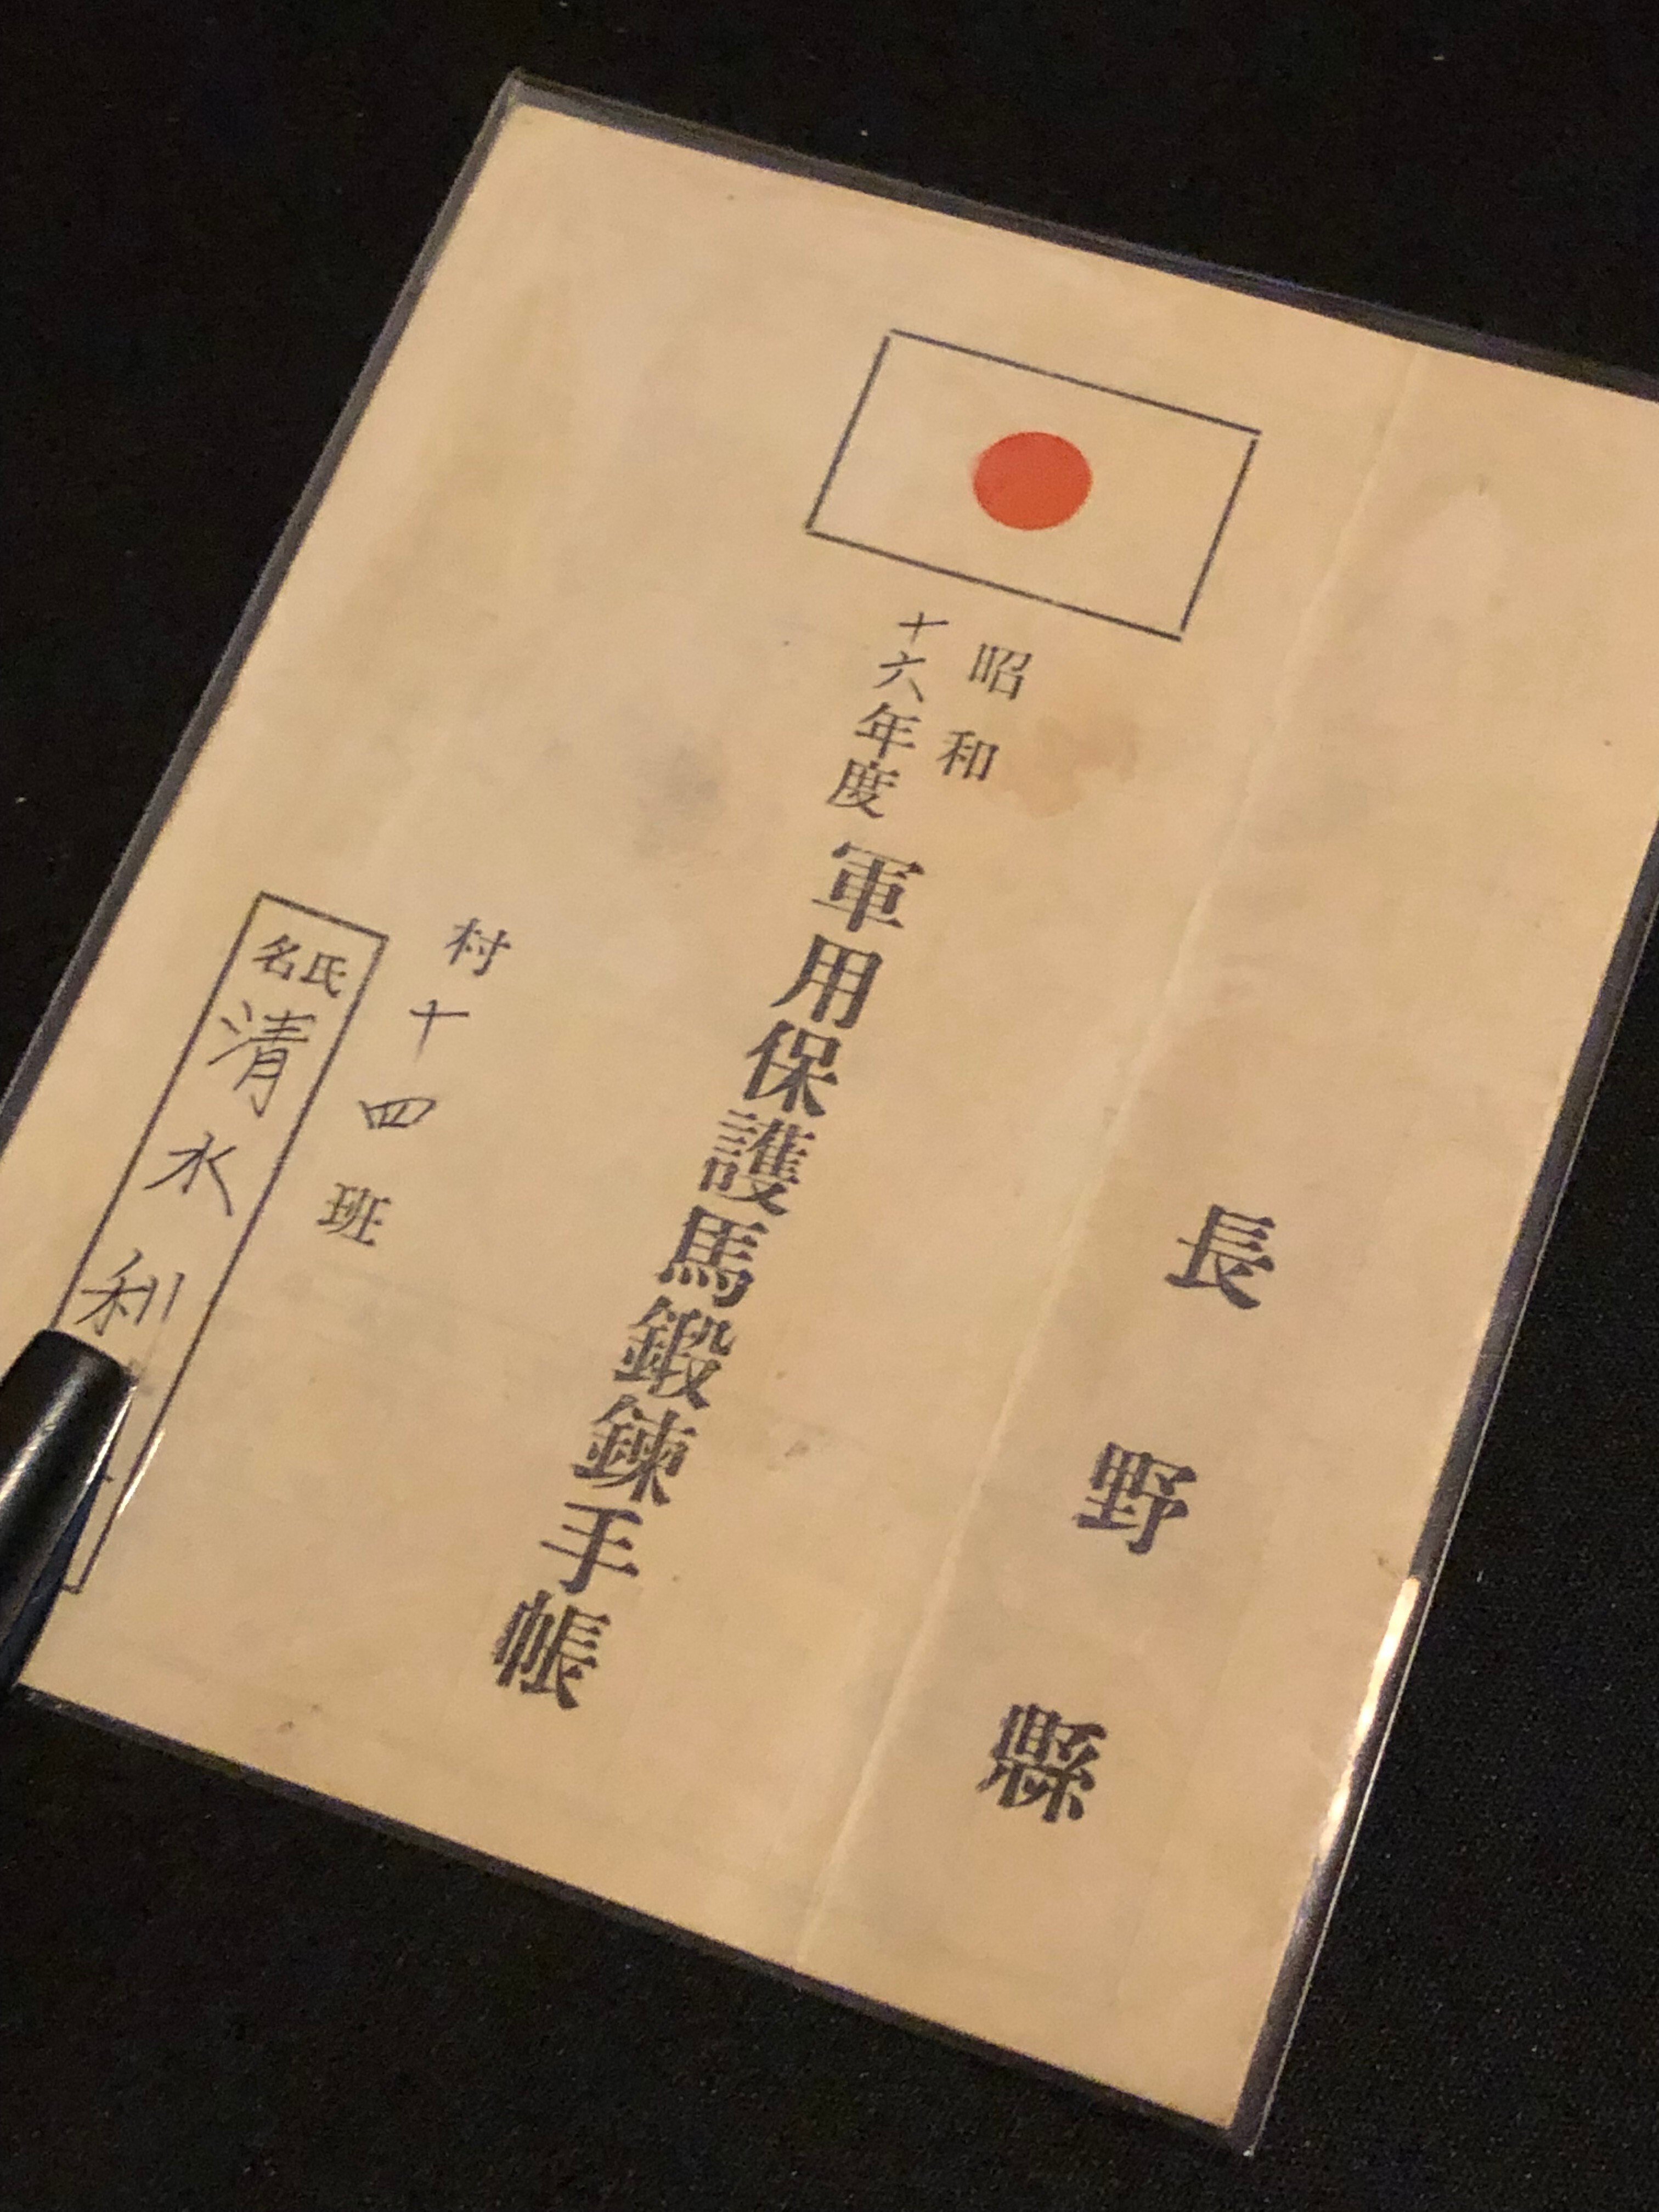 長野縣
昭和
十六年度
軍用保護馬鍛鍊手帳
村十四班
氏名
清水利